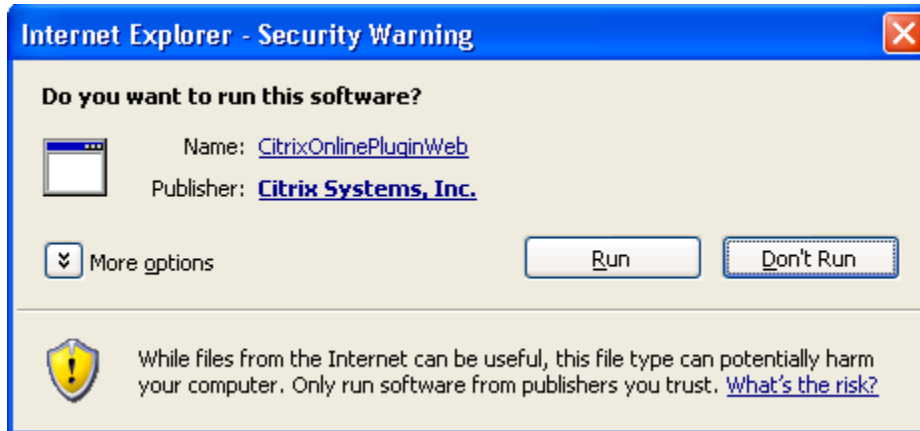 Internet Explorer - Security Warning
Do you want to run this software?
Name: CitrixOnlinePluginWeb
Publisher: Citrix Systems, Inc.
More options Run Don't Run
While files from the Internet can be useful, this file type can potentially harm
your computer. Only run software from publishers you trust. What's the risk?